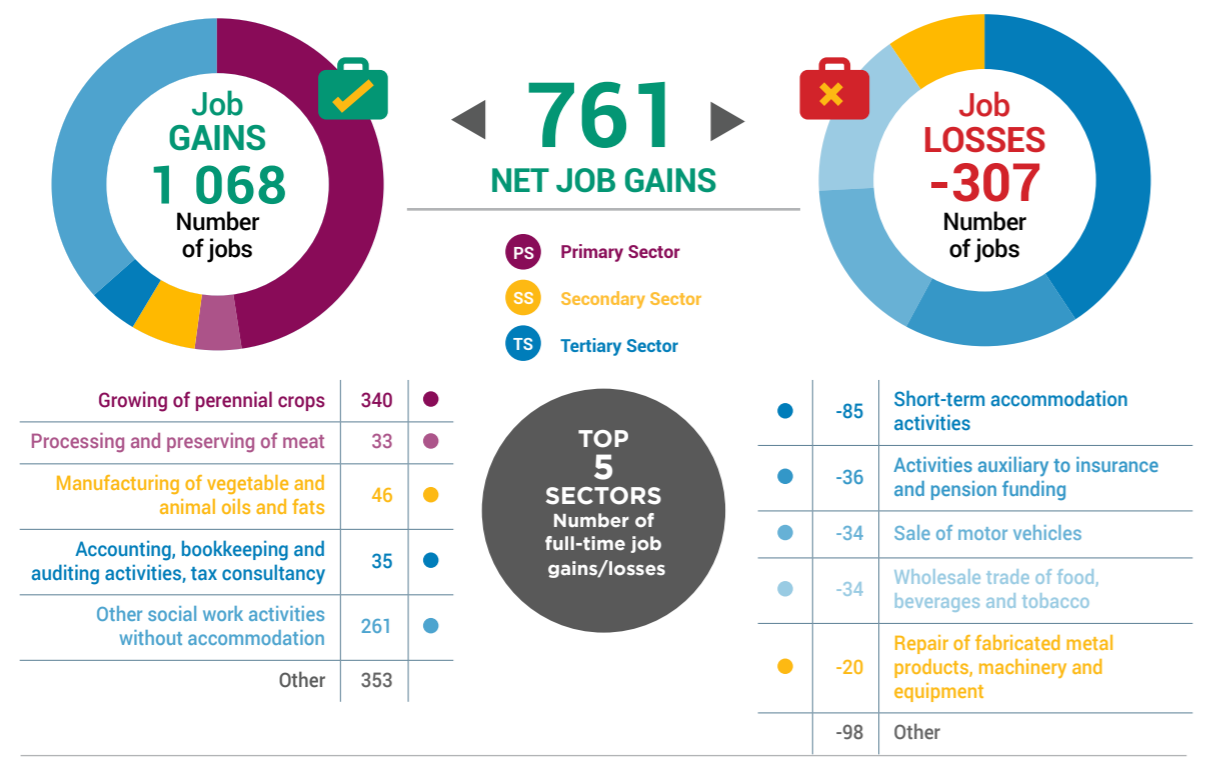 Job
GAINS
1 068
Number
of jobs
761
NET JOB GAINS
Job
LOSSES
-307
Number
of jobs
PS Primary Sector
SS Secondary Sector
TS Tertiary Sector
Growing of perennial crops 340
Processing and preserving of meat 33
Manufacturing of vegetable and
animal oils and fats 46
Accounting, bookkeeping and
auditing activities, tax consultancy 35
Other social work activities
without accommodation 261
Other 353
TOP
5
SECTORS
Number of
full-time job
gains/losses
-85 Short-term accommodation
activities
-36 Activities auxiliary to insurance
and pension funding
-34 Sale of motor vehicles
-34 Wholesale trade of food,
beverages and tobacco
-20 Repair of fabricated metal
products, machinery and
equipment
-98 Other